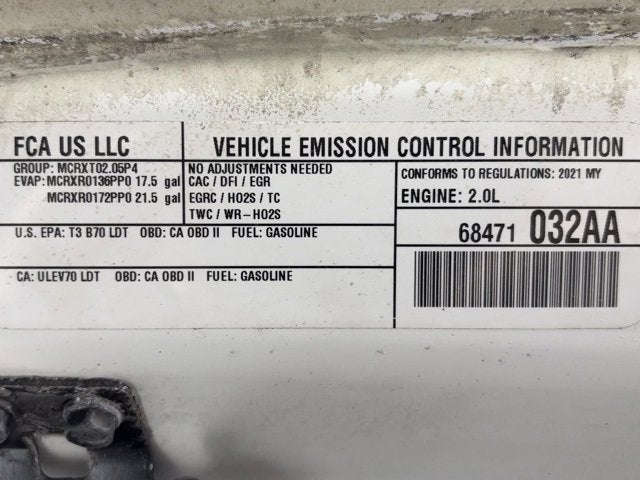 FCA US LLC
VEHICLE EMISSION CONTROL INFORMATION
GROUP: MCRXT02.05P4
EVAP: MCRXR0136PP0 17.5 gal
MCRXR0172PP0 21.5 gal
NO ADJUSTMENTS NEEDED
CAC / DFI / EGR
EGRC / HO2S / TC
TWC / WR-HO2S
CONFORMS TO REGULATIONS: 2021 MY
ENGINE: 2.0L
U.S. EPA: T3 B70 LDT OBD: CA OBD II FUEL: GASOLINE
68471 032AA
CA: ULEV70 LDT OBD: CA OBD II FUEL: GASOLINE